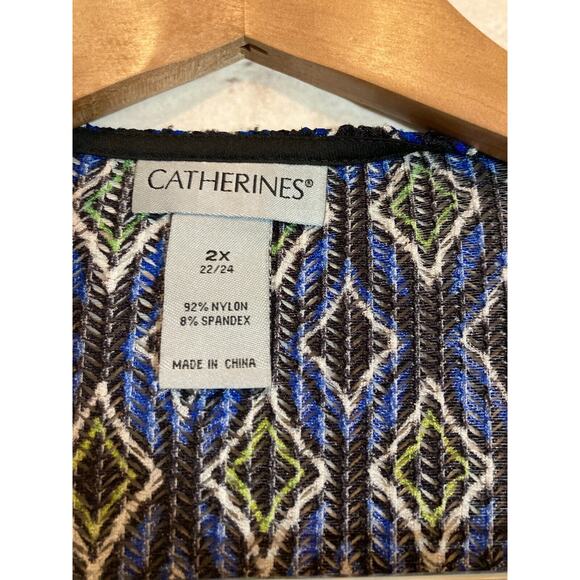 CATHERINES®
2X
22/24
92% NYLON
8% SPANDEX
MADE IN CHINA